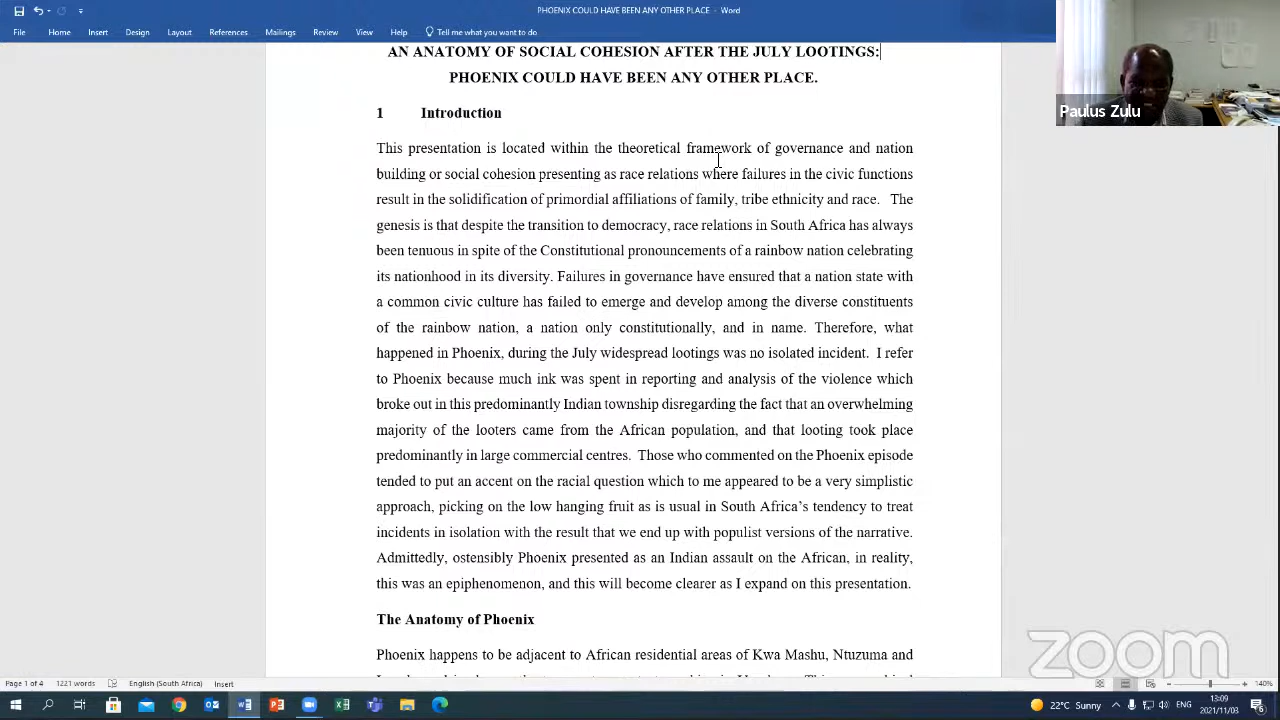 PHOENIX COULD HAVE BEEN ANY OTHER PLACE - Word
File Home Insert Design Layout References Mailings Review View Help Tell me what you want to do
Paulus Zulu
AN ANATOMY OF SOCIAL COHESION AFTER THE JULY LOOTINGS:
PHOENIX COULD HAVE BEEN ANY OTHER PLACE.
1 Introduction
This presentation is located within the theoretical framework of governance and nation
building or social cohesion presenting as race relations where failures in the civic functions
result in the solidification of primordial affiliations of family, tribe ethnicity and race. The
genesis is that despite the transition to democracy, race relations in South Africa has always
been tenuous in spite of the Constitutional pronouncements of a rainbow nation celebrating
its nationhood in its diversity. Failures in governance have ensured that a nation state with
a common civic culture has failed to emerge and develop among the diverse constituents
of the rainbow nation, a nation only constitutionally, and in name. Therefore, what
happened in Phoenix, during the July widespread lootings was no isolated incident. I refer
to Phoenix because much ink was spent in reporting and analysis of the violence which
broke out in this predominantly Indian township disregarding the fact that an overwhelming
majority of the looters came from the African population, and that looting took place
predominantly in large commercial centres. Those who commented on the Phoenix episode
tended to put an accent on the racial question which to me appeared to be a very simplistic
approach, picking on the low hanging fruit as is usual in South Africa's tendency to treat
incidents in isolation with the result that we end up with populist versions of the narrative.
Admittedly, ostensibly Phoenix presented as an Indian assault on the African, in reality,
this was an epiphenomenon, and this will become clearer as I expand on this presentation.
The Anatomy of Phoenix
Phoenix happens to be adjacent to African residential areas of Kwa Mashu, Ntuzuma and
zoom
Page 1 of 4 1221 words English (South Africa) Insert 140%
22°C Sunny ENG 13:09
2021/11/03